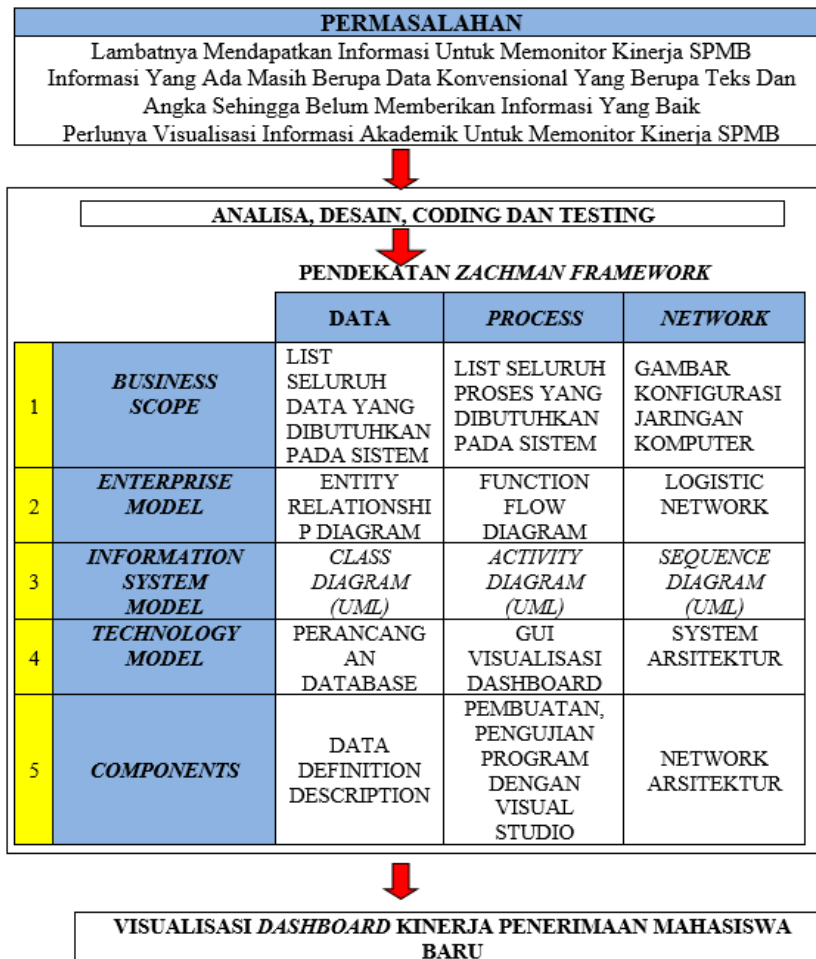 PERMASALAHAN
Lambatnya Mendapatkan Informasi Untuk Memonitor Kinerja SPMB
Informasi Yang Ada Masih Berupa Data Konvensional Yang Berupa Teks Dan
Angka Sehingga Belum Memberikan Informasi Yang Baik
Perlunya Visualisasi Informasi Akademik Untuk Memonitor Kinerja SPMB
ANALISA, DESAIN, CODING DAN TESTING
PENDEKATAN ZACHMAN FRAMEWORK
DATA
PROCESS
NETWORK
1
BUSINESS
SCOPE
LIST
SELURUH
DATA YANG
DIBUTUHKAN
PADA SISTEM
LIST SELURUH
PROSES YANG
DIBUTUHKAN
PADA SISTEM
GAMBAR
KONFIGURASI
JARINGAN
KOMPUTER
2
ENTERPRISE
MODEL
ENTITY
RELATIONSHI
P DIAGRAM
FUNCTION
FLOW
DIAGRAM
LOGISTIC
NETWORK
3
INFORMATION
SYSTEM
MODEL
CLASS
DIAGRAM
(UML)
ACTIVITY
DIAGRAM
(UML)
SEQUENCE
DIAGRAM
(UML)
4
TECHNOLOGY
MODEL
PERANCANG
AN
DATABASE
GUI
VISUALISASI
DASHBOARD
SYSTEM
ARSITEKTUR
5
COMPONENTS
DATA
DEFINITION
DESCRIPTION
PEMBUATAN,
PENGUJIAN
PROGRAM
DENGAN
VISUAL
STUDIO
NETWORK
ARSITEKTUR
VISUALISASI DASHBOARD KINERJA PENERIMAAN MAHASISWA
BARU